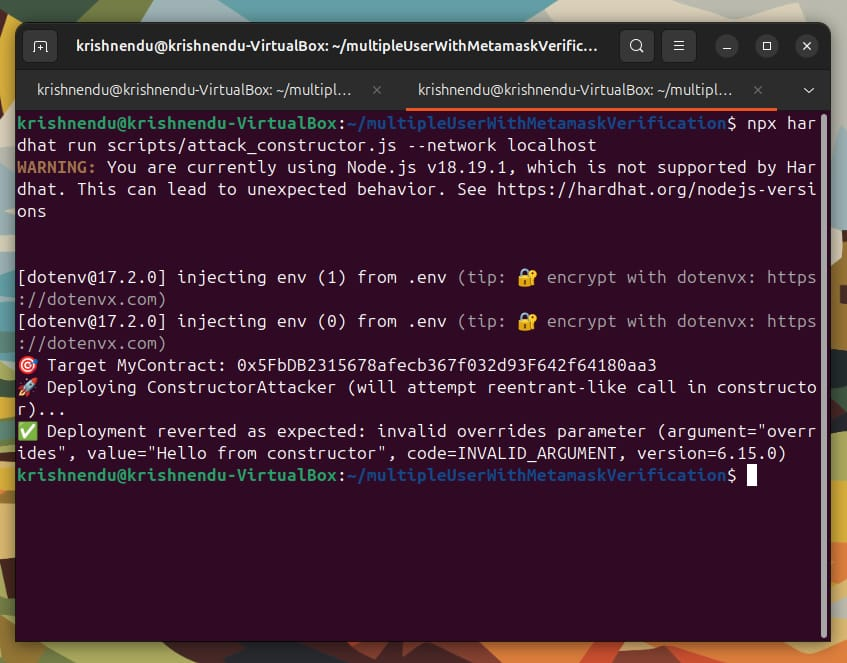 krishnendu@krishnendu-VirtualBox: ~/multipleUserWithMetamaskVerific...
krishnendu@krishnendu-VirtualBox: ~/multipl... × krishnendu@krishnendu-VirtualBox: ~/multipl... ×
krishnendu@krishnendu-VirtualBox:~/multipleUserWithMetamaskVerification$ npx har
dhat run scripts/attack_constructor.js --network localhost
WARNING: You are currently using Node.js v18.19.1, which is not supported by Har
dhat. This can lead to unexpected behavior. See https://hardhat.org/nodejs-versi
ons
[dotenv@17.2.0] injecting env (1) from .env (tip: 🔐 encrypt with dotenvx: https
://dotenvx.com)
[dotenv@17.2.0] injecting env (0) from .env (tip: 🔐 encrypt with dotenvx: https
://dotenvx.com)
🎯 Target MyContract: 0x5FbDB2315678afecb367f032d93F642f64180aa3
🚀 Deploying ConstructorAttacker (will attempt reentrant-like call in constructo
r)...
✅ Deployment reverted as expected: invalid overrides parameter (argument="overr
ides", value="Hello from constructor", code=INVALID_ARGUMENT, version=6.15.0)
krishnendu@krishnendu-VirtualBox:~/multipleUserWithMetamaskVerification$